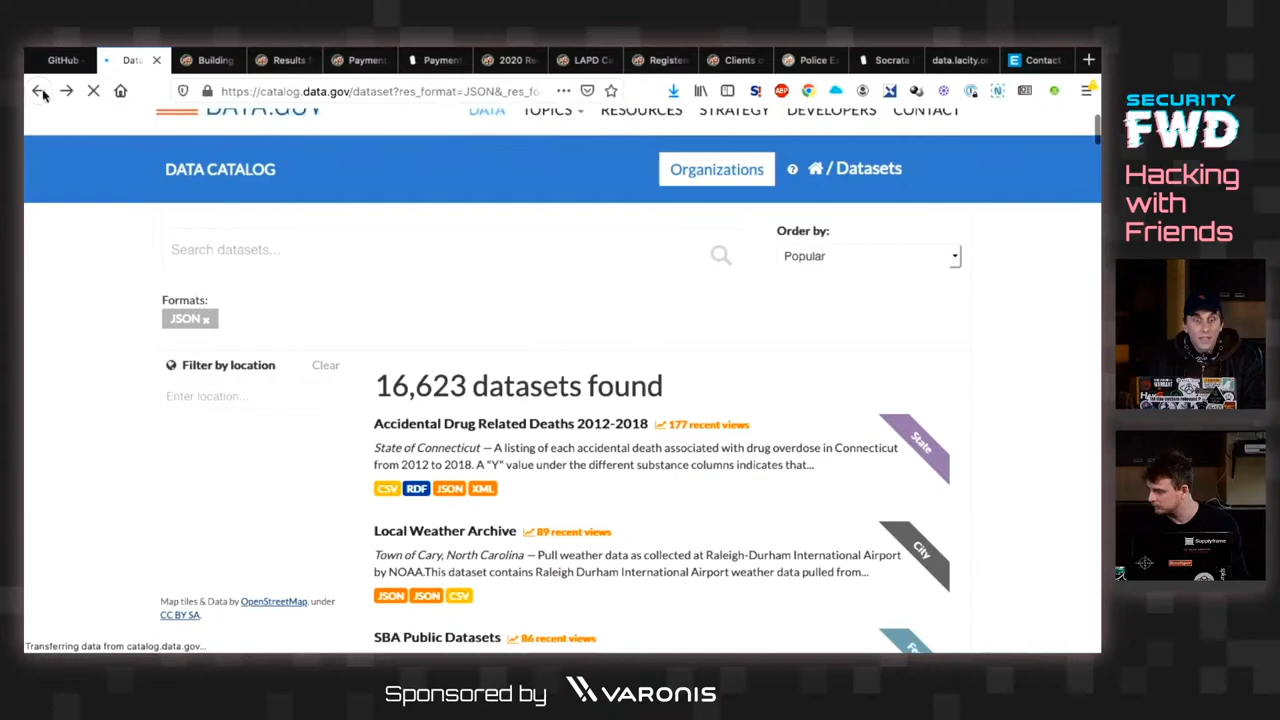 GitHub
Data
Building
Results f
Payment
Payment
2020 Re
LAPD Ca
Register
Clients o
Police Ex
Socrata
data.lacity.o
Contact
https://catalog.data.gov/dataset?res_format=JSON&_res_fo
DATA.GOV
DATA TOPICS RESOURCES STRATEGY DEVELOPERS CONTACT
DATA CATALOG
Organizations
/ Datasets
Search datasets...
Order by:
Popular
Formats:
JSON x
Filter by location Clear
Enter location...
16,623 datasets found
Accidental Drug Related Deaths 2012-2018 177 recent views
State of Connecticut — A listing of each accidental death associated with drug overdose in Connecticut
from 2012 to 2018. A "Y" value under the different substance columns indicates that...
State
CSV RDF JSON XML
Local Weather Archive 89 recent views
Town of Cary, North Carolina — Pull weather data as collected at Raleigh-Durham International Airport
by NOAA.This dataset contains Raleigh Durham International Airport weather data pulled from...
City
JSON JSON CSV
Map tiles & Data by OpenStreetMap, under
CC BY SA.
SBA Public Datasets 86 recent views
Fe
Transferring data from catalog.data.gov...
SECURITY
FWD
Hacking
with
Friends
Supplyframe
Sponsored by VARONIS